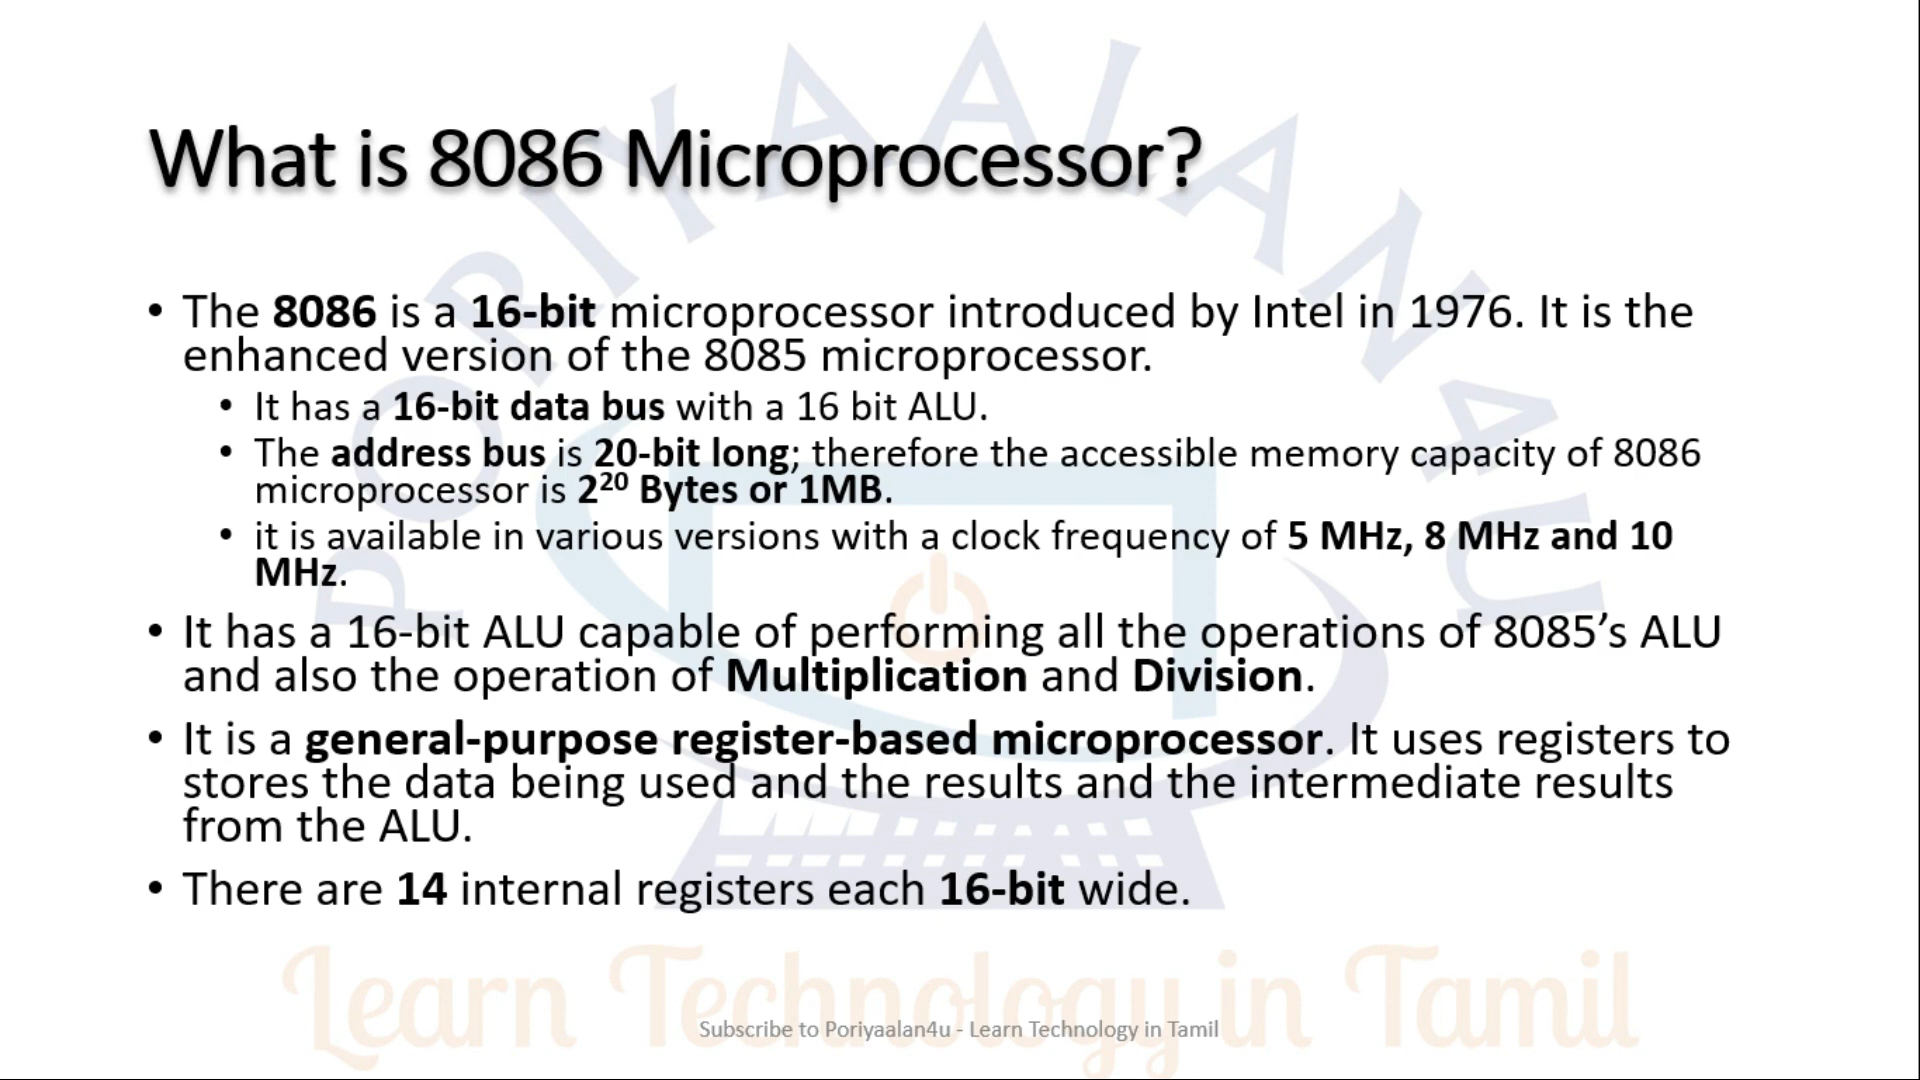 PORIYAALAN4U
What is 8086 Microprocessor?
• The 8086 is a 16-bit microprocessor introduced by Intel in 1976. It is the
enhanced version of the 8085 microprocessor.
• It has a 16-bit data bus with a 16 bit ALU.
• The address bus is 20-bit long; therefore the accessible memory capacity of 8086
microprocessor is 2²⁰ Bytes or 1MB.
• it is available in various versions with a clock frequency of 5 MHz, 8 MHz and 10
MHz.
• It has a 16-bit ALU capable of performing all the operations of 8085’s ALU
and also the operation of Multiplication and Division.
• It is a general-purpose register-based microprocessor. It uses registers to
stores the data being used and the results and the intermediate results
from the ALU.
• There are 14 internal registers each 16-bit wide.
Learn Technology in Tamil
Subscribe to Poriyaalan4u - Learn Technology in Tamil